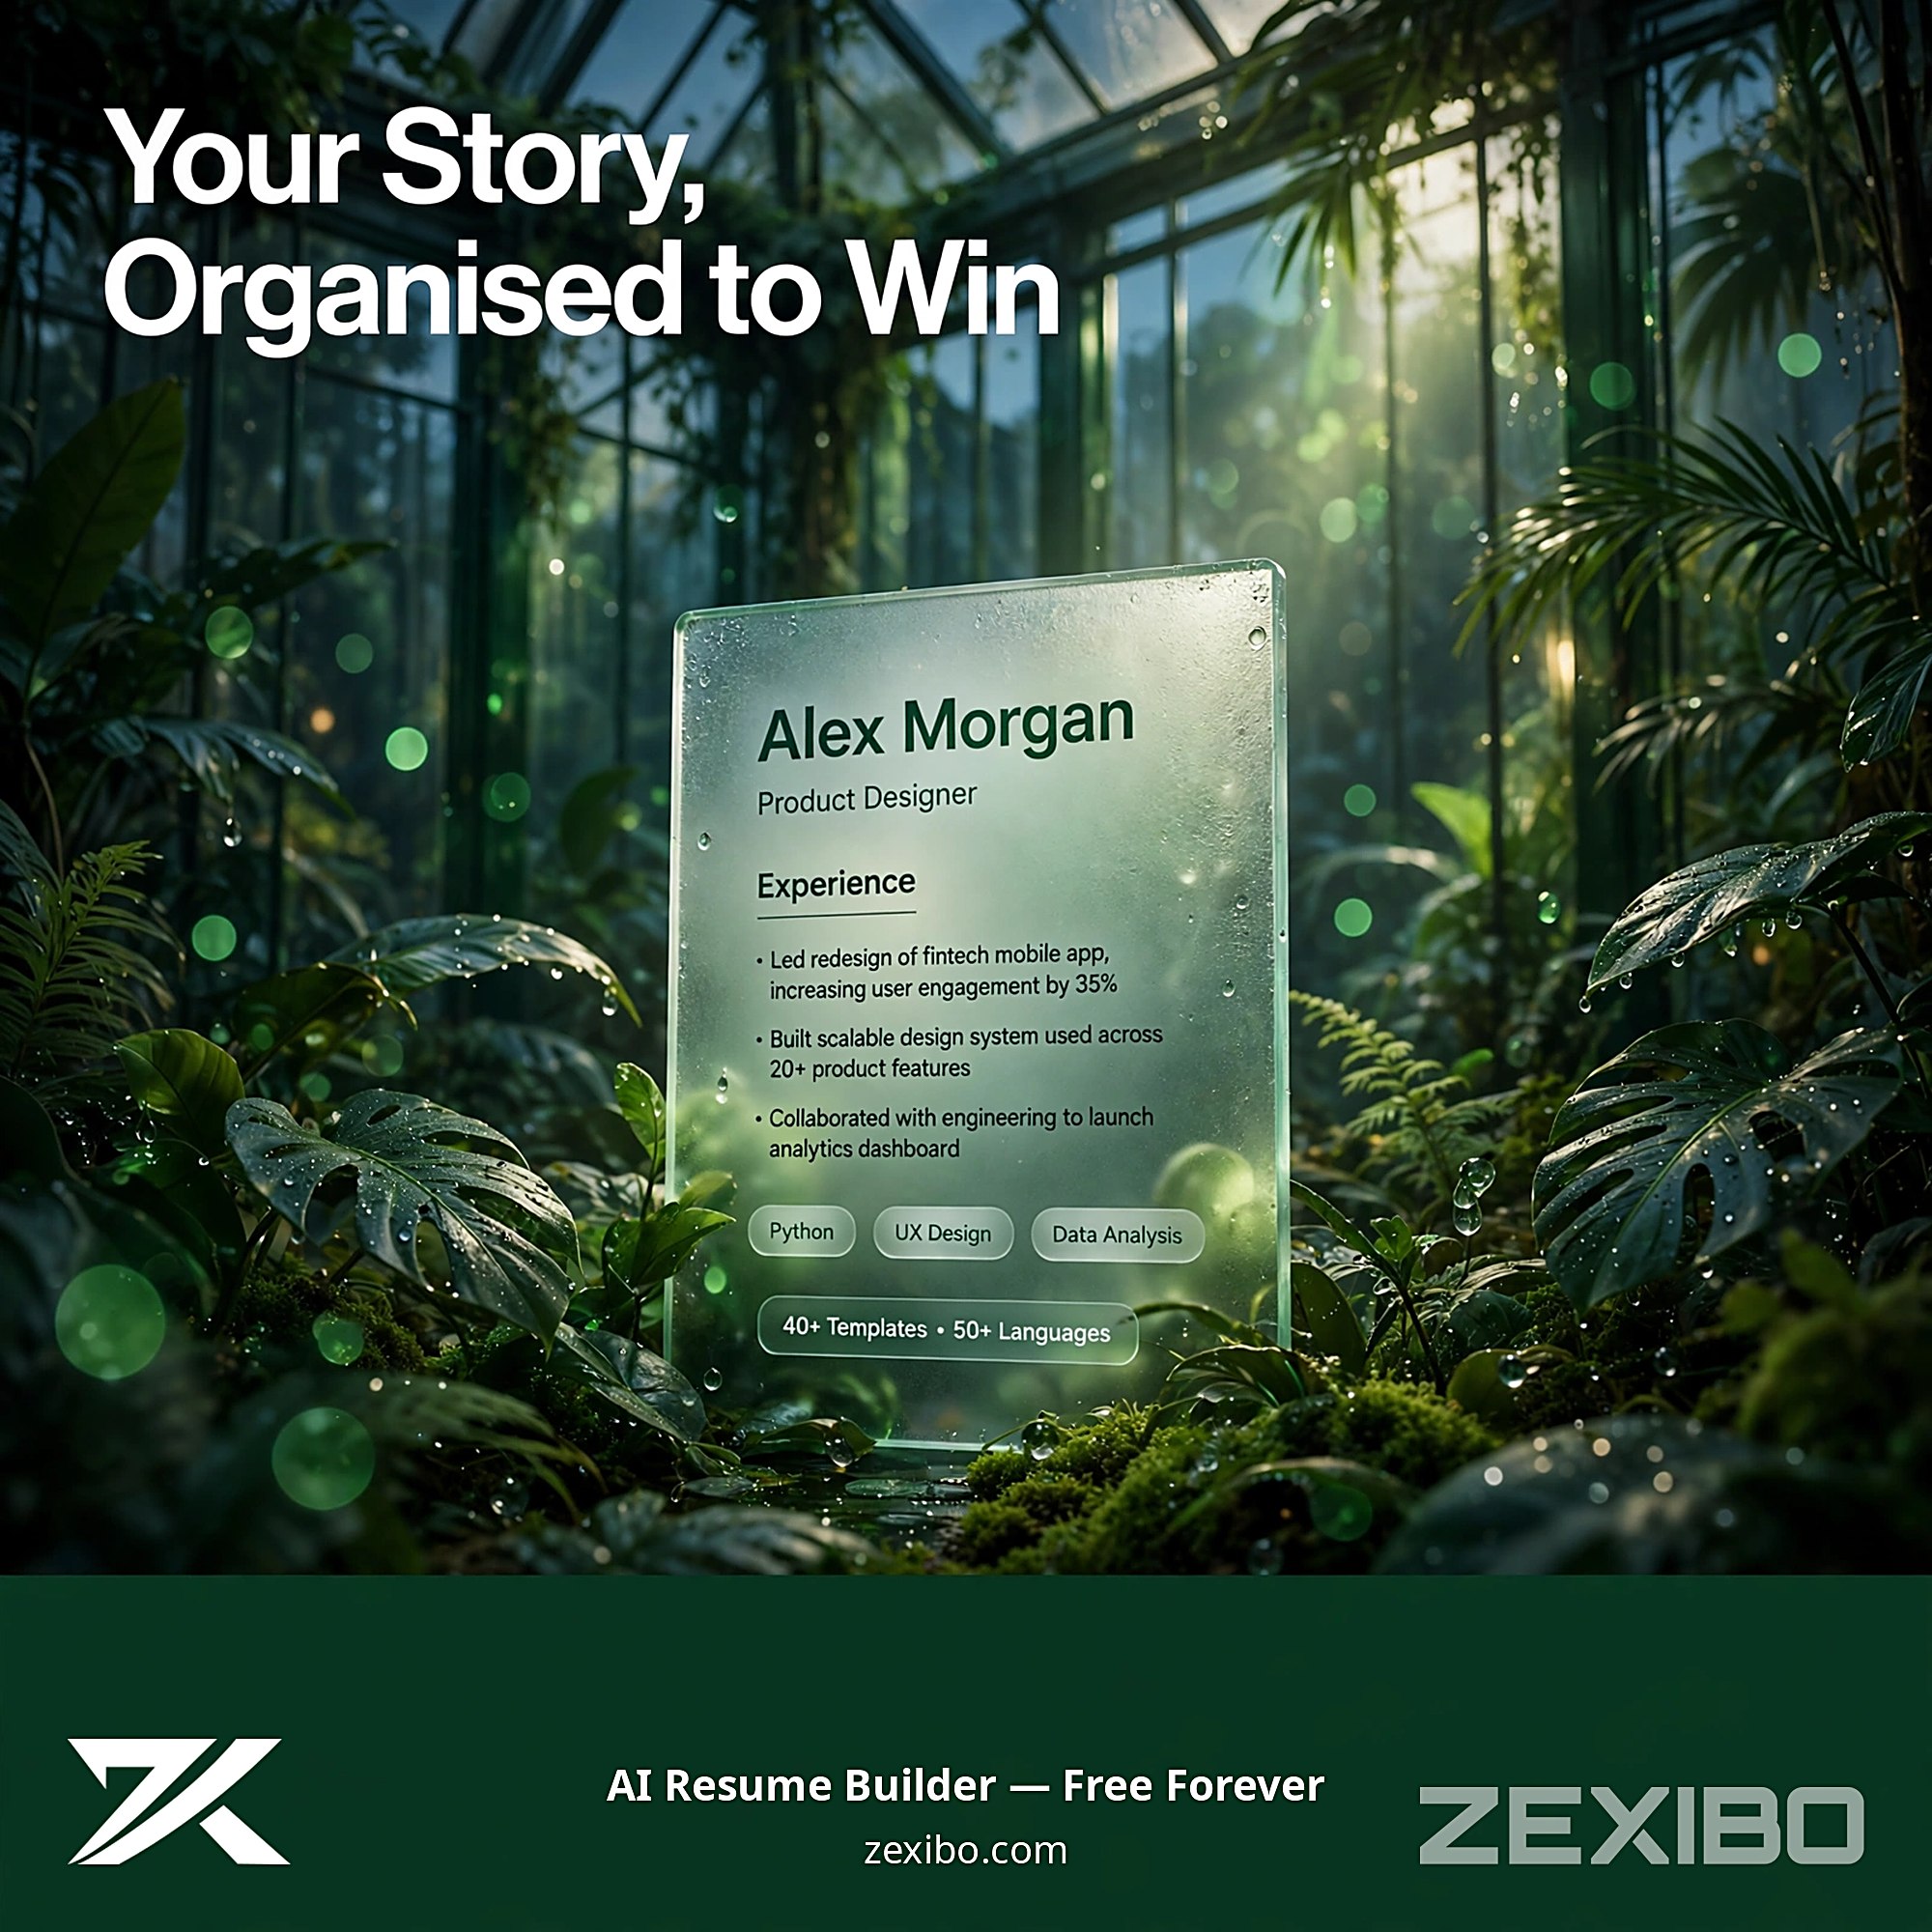 Your Story,
Organised to Win
Alex Morgan
Product Designer
Experience
• Led redesign of fintech mobile app,
increasing user engagement by 35%
• Built scalable design system used across
20+ product features
• Collaborated with engineering to launch
analytics dashboard
Python
UX Design
Data Analysis
40+ Templates • 50+ Languages
AI Resume Builder — Free Forever
zexibo.com
ZEXIBO